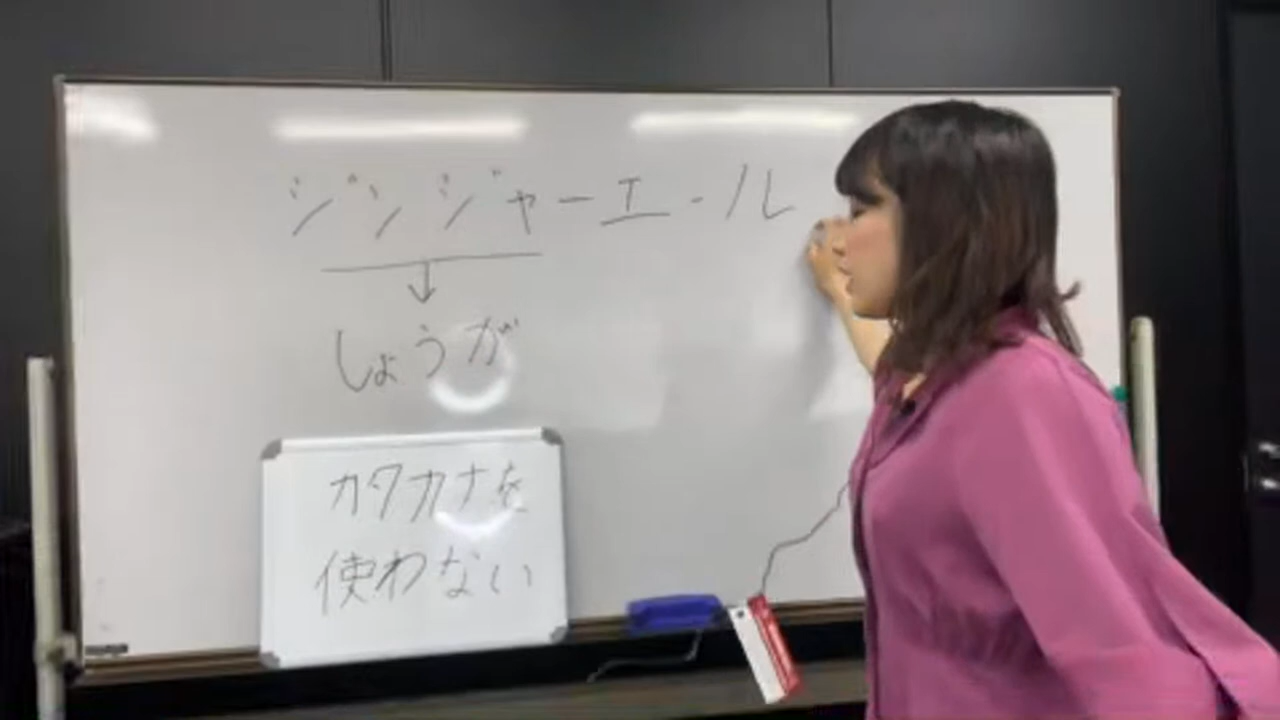 ジンジャーエール
↓
しょうが
カタカナを
使わない